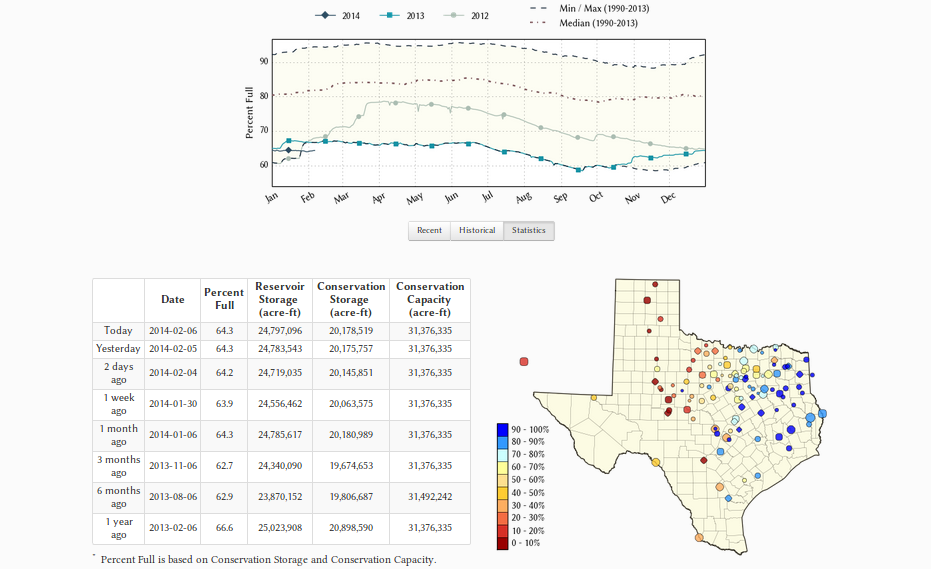 2014 2013 2012 Min / Max (1990-2013)
Median (1990-2013)
Percent Full
90
80
70
60
Jan Feb Mar Apr May Jun Jul Aug Sep Oct Nov Dec
Recent Historical Statistics
Date Percent Full Reservoir Storage (acre-ft) Conservation Storage (acre-ft) Conservation Capacity (acre-ft)
Today 2014-02-06 64.3 24,797,096 20,178,519 31,376,335
Yesterday 2014-02-05 64.3 24,783,543 20,175,757 31,376,335
2 days ago 2014-02-04 64.2 24,719,035 20,145,851 31,376,335
1 week ago 2014-01-30 63.9 24,556,462 20,063,575 31,376,335
1 month ago 2014-01-06 64.3 24,785,617 20,180,989 31,376,335
3 months ago 2013-11-06 62.7 24,340,090 19,674,653 31,376,335
6 months ago 2013-08-06 62.9 23,870,152 19,806,687 31,492,242
1 year ago 2013-02-06 66.6 25,023,908 20,898,590 31,376,335
* Percent Full is based on Conservation Storage and Conservation Capacity.
90 - 100%
80 - 90%
70 - 80%
60 - 70%
50 - 60%
40 - 50%
30 - 40%
20 - 30%
10 - 20%
0 - 10%